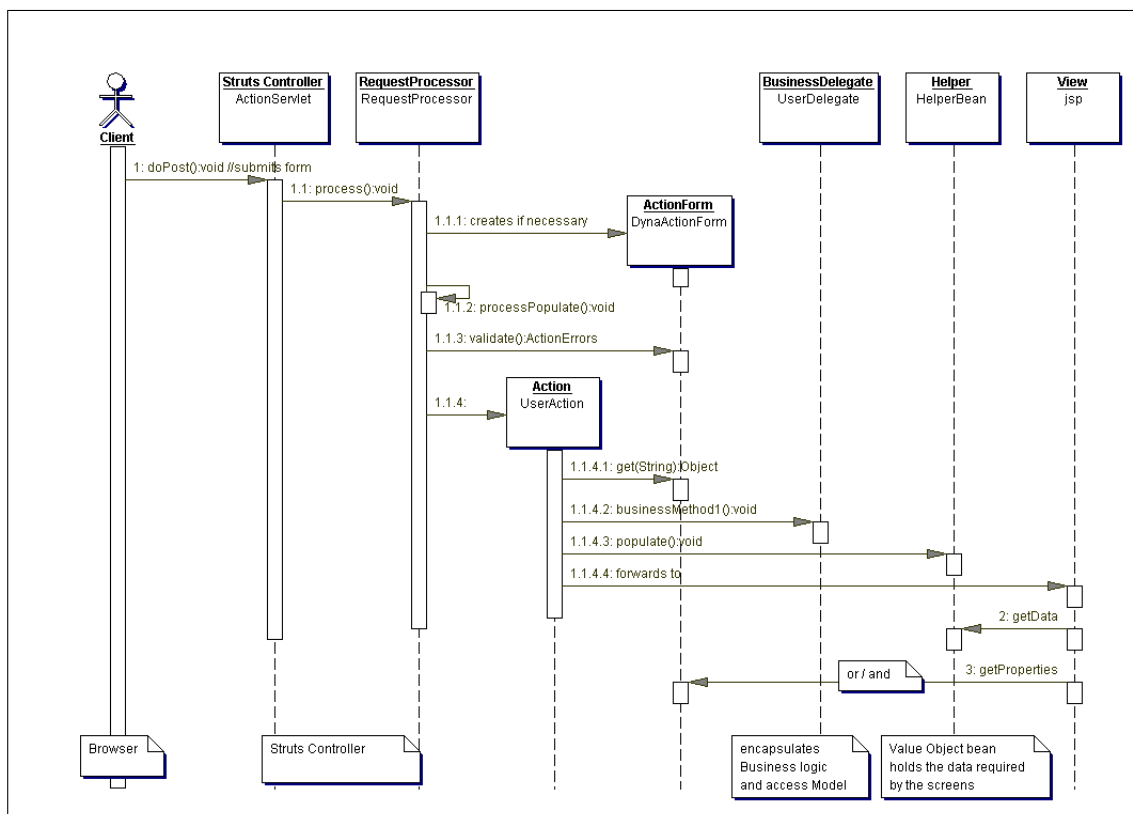 Struts Controller
ActionServlet
RequestProcessor
RequestProcessor
BusinessDelegate
UserDelegate
Helper
HelperBean
View
jsp
Client
1: doPost():void //submits form
1.1: process():void
ActionForm
DynaActionForm
1.1.1: creates if necessary
1.1.2: processPopulate():void
1.1.3: validate():ActionErrors
Action
UserAction
1.1.4:
1.1.4.1: get(String):Object
1.1.4.2: businessMethod1():void
1.1.4.3: populate():void
1.1.4.4: forwards to
2: getData
or / and
3: getProperties
Browser
Struts Controller
encapsulates
Business logic
and access Model
Value Object bean
holds the data required
by the screens